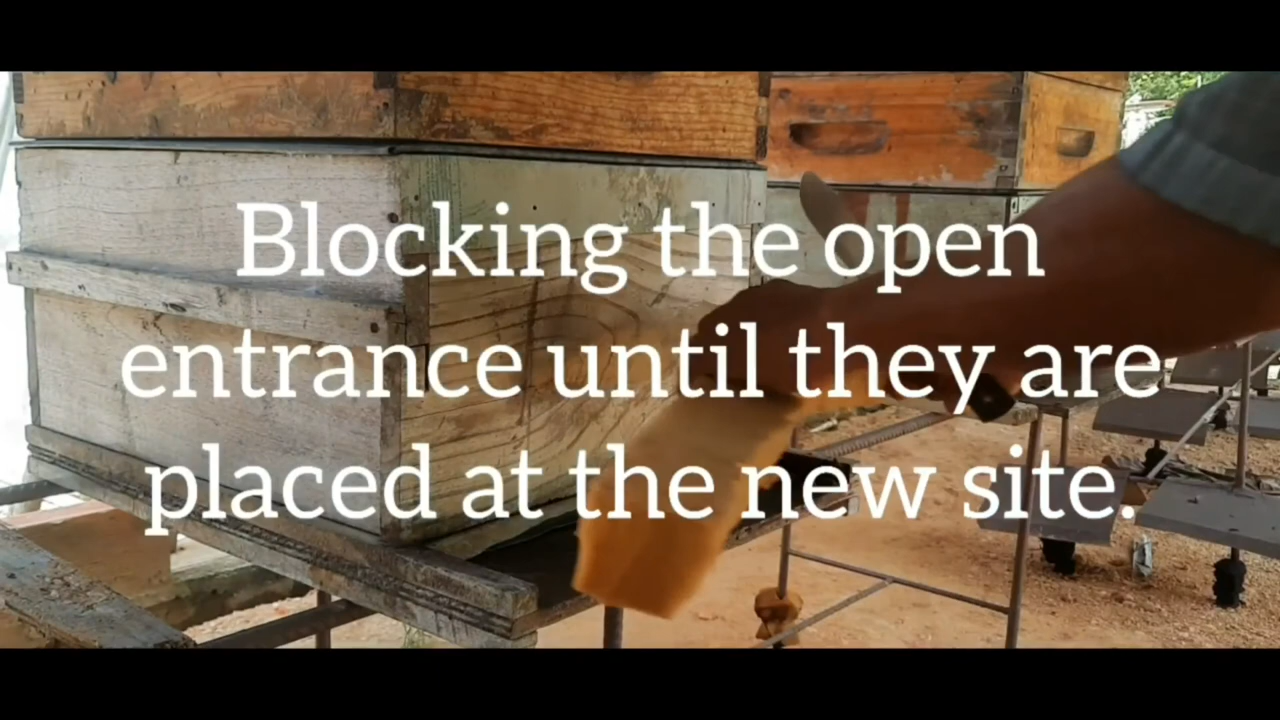 Blocking the open
entrance until they are
placed at the new site.